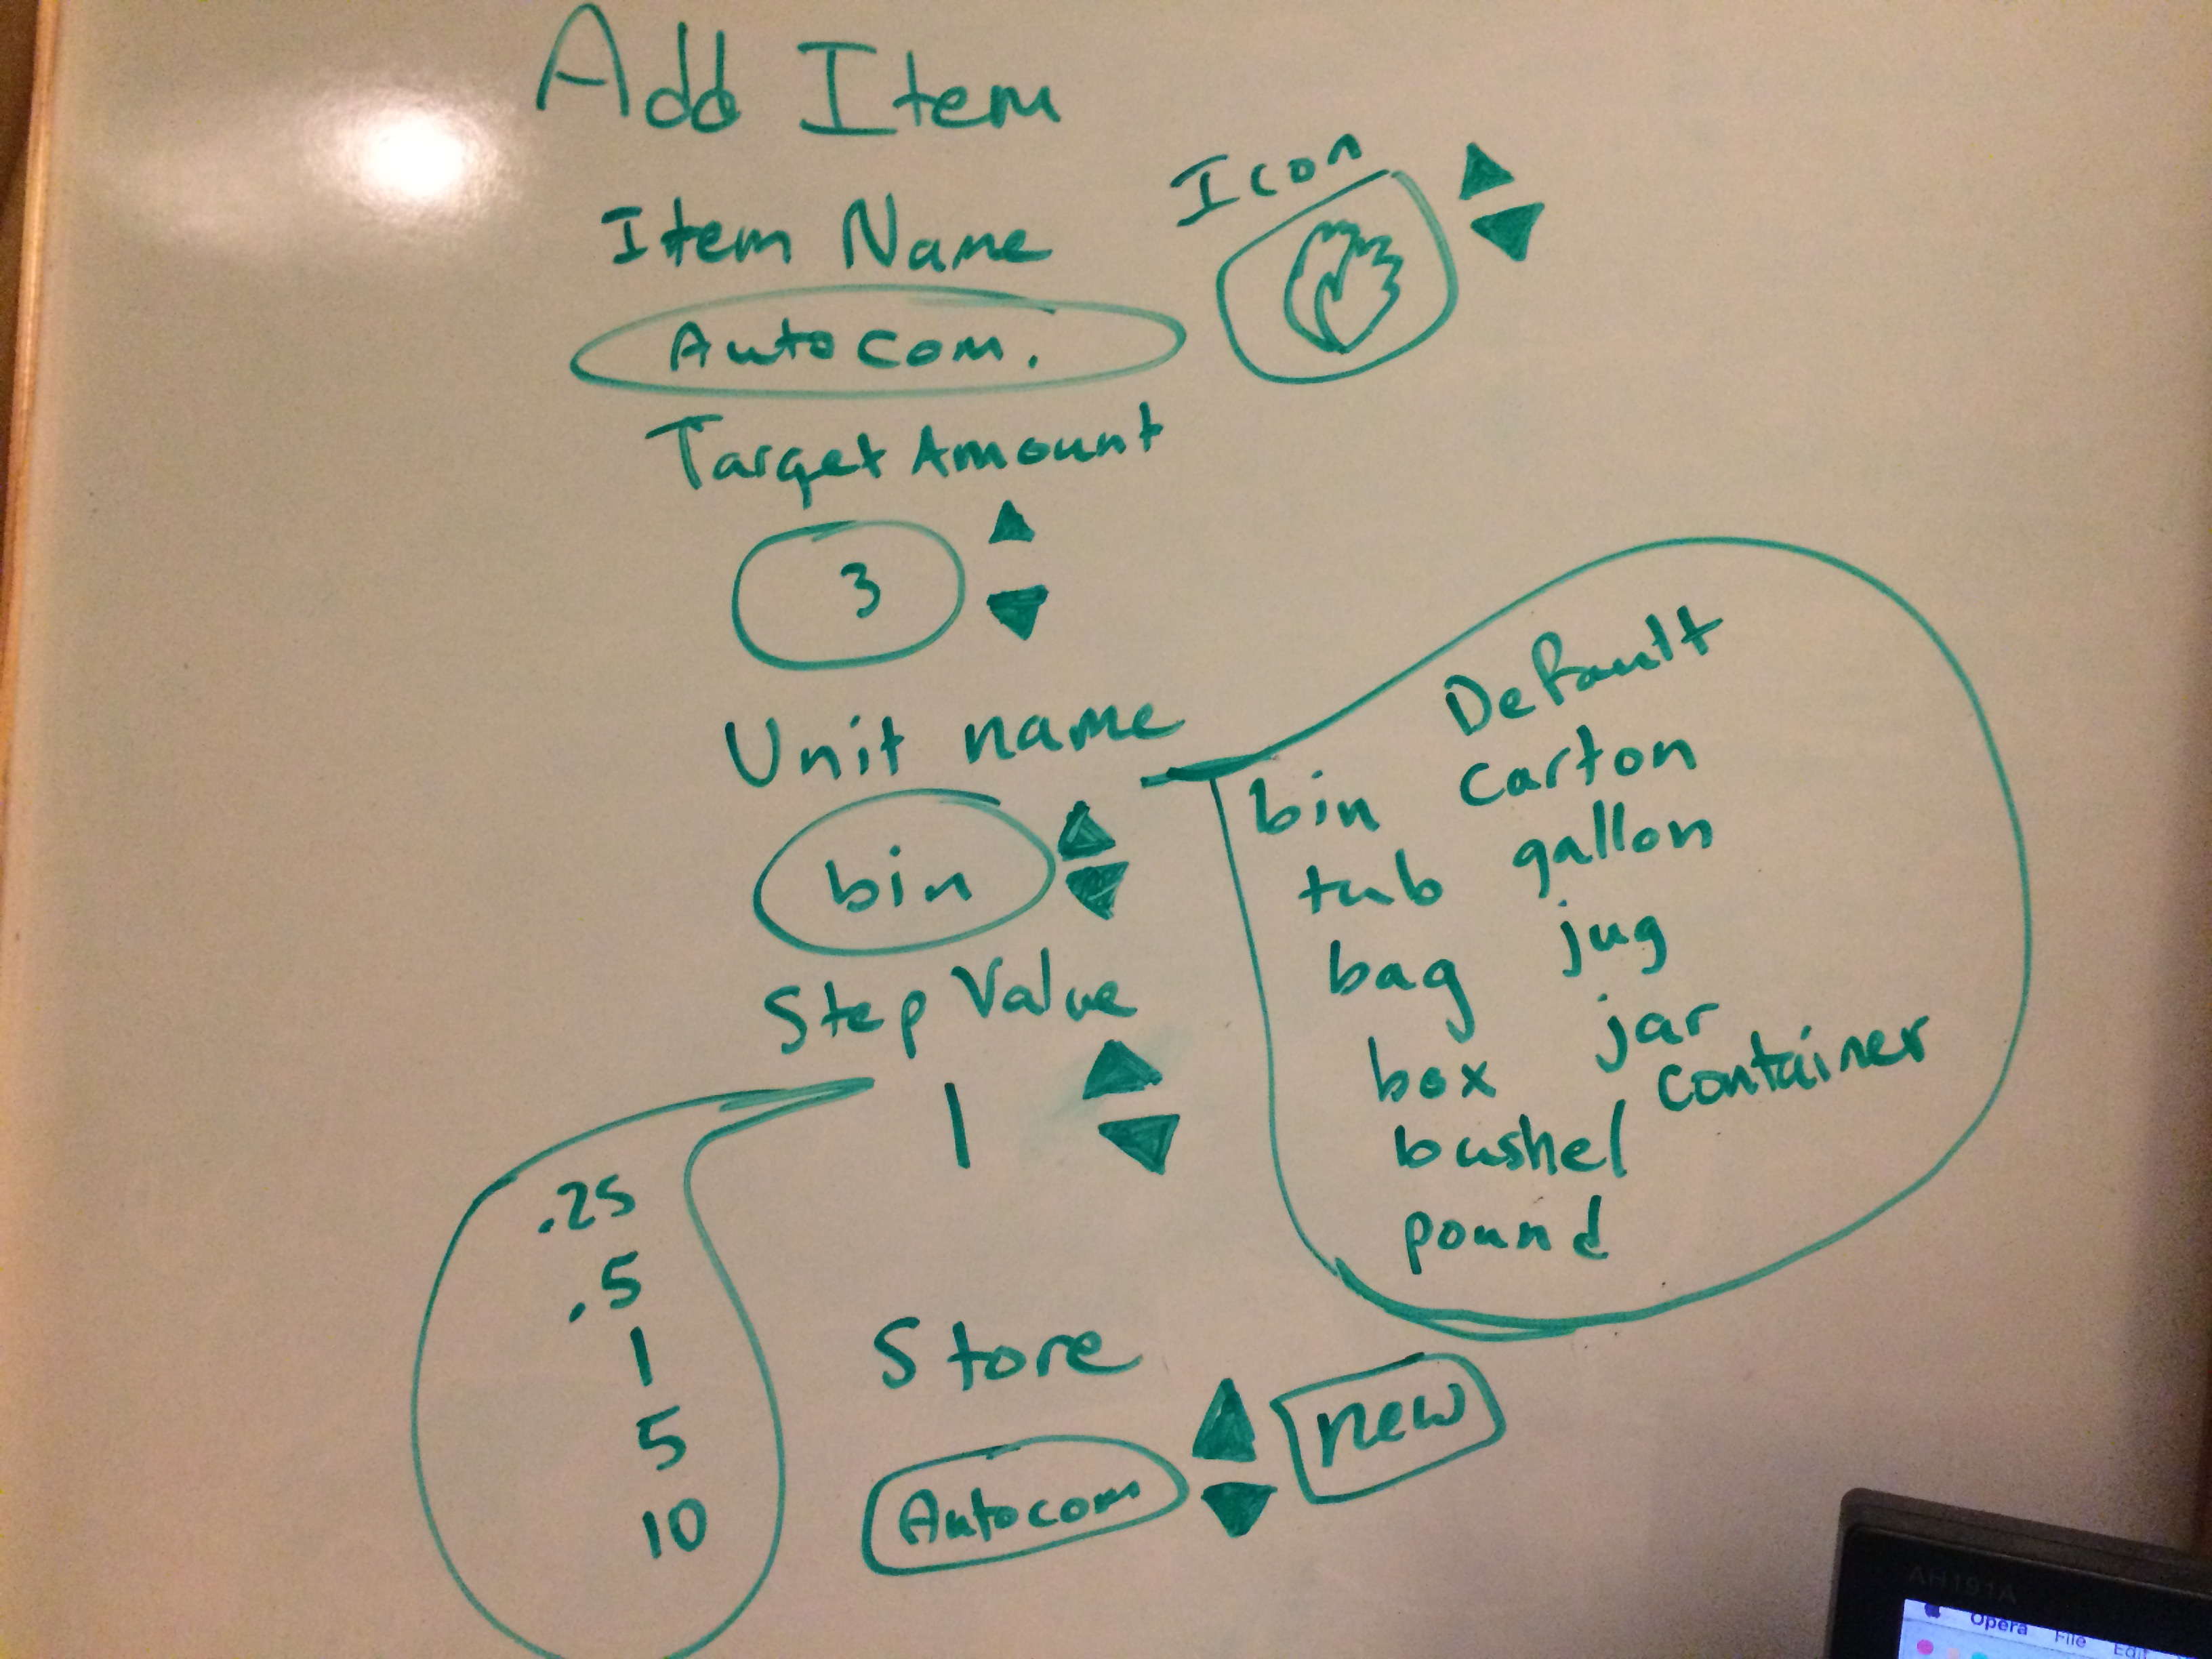 Add Item
Item Name
Icon
Autocom.
Target Amount
3
Unit name
bin
Default
bin carton
tub gallon
bag jug
box jar
bushel container
pound
Step Value
1
.25
.5
1
5
10
Store
Autocom
new
AH191A
Opera File Edit